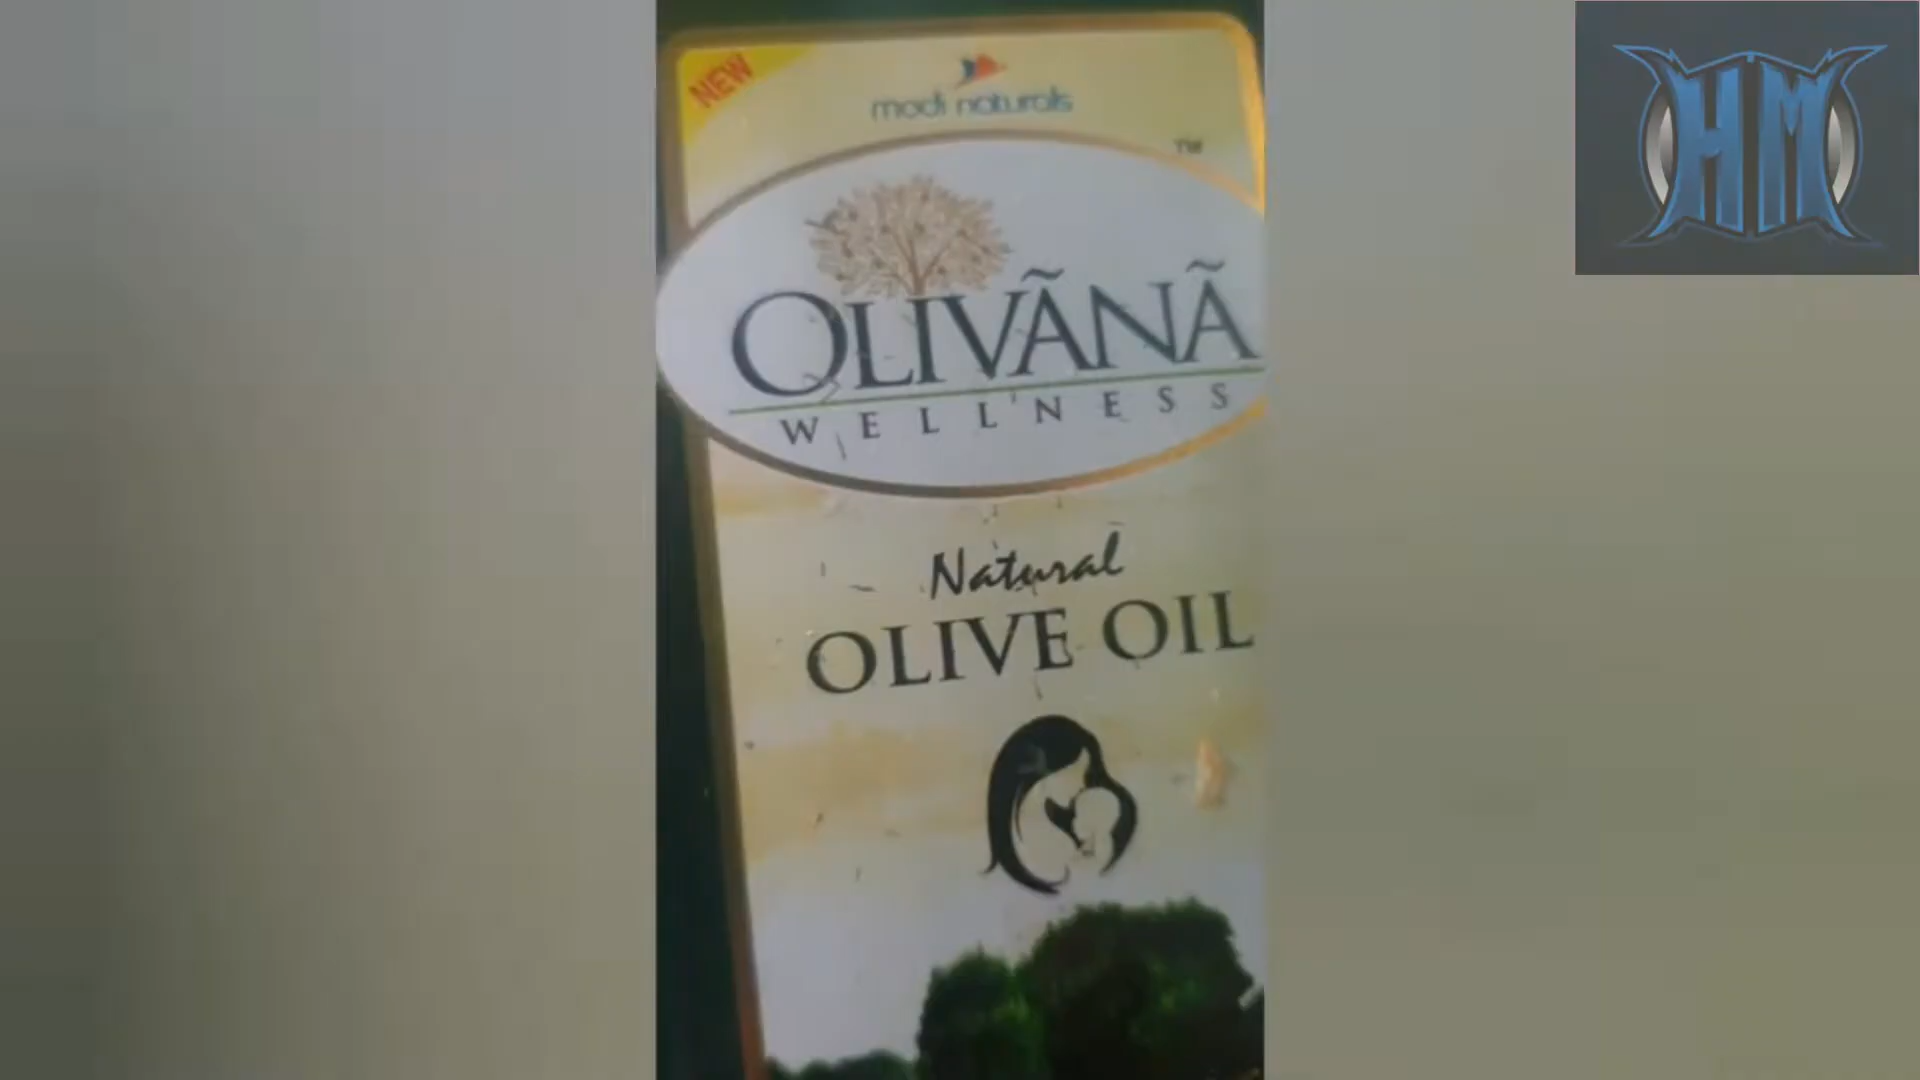 NEW
modi naturals
TM
OLIVÃNÃ
WELLNESS
Natural
OLIVE OIL
HM